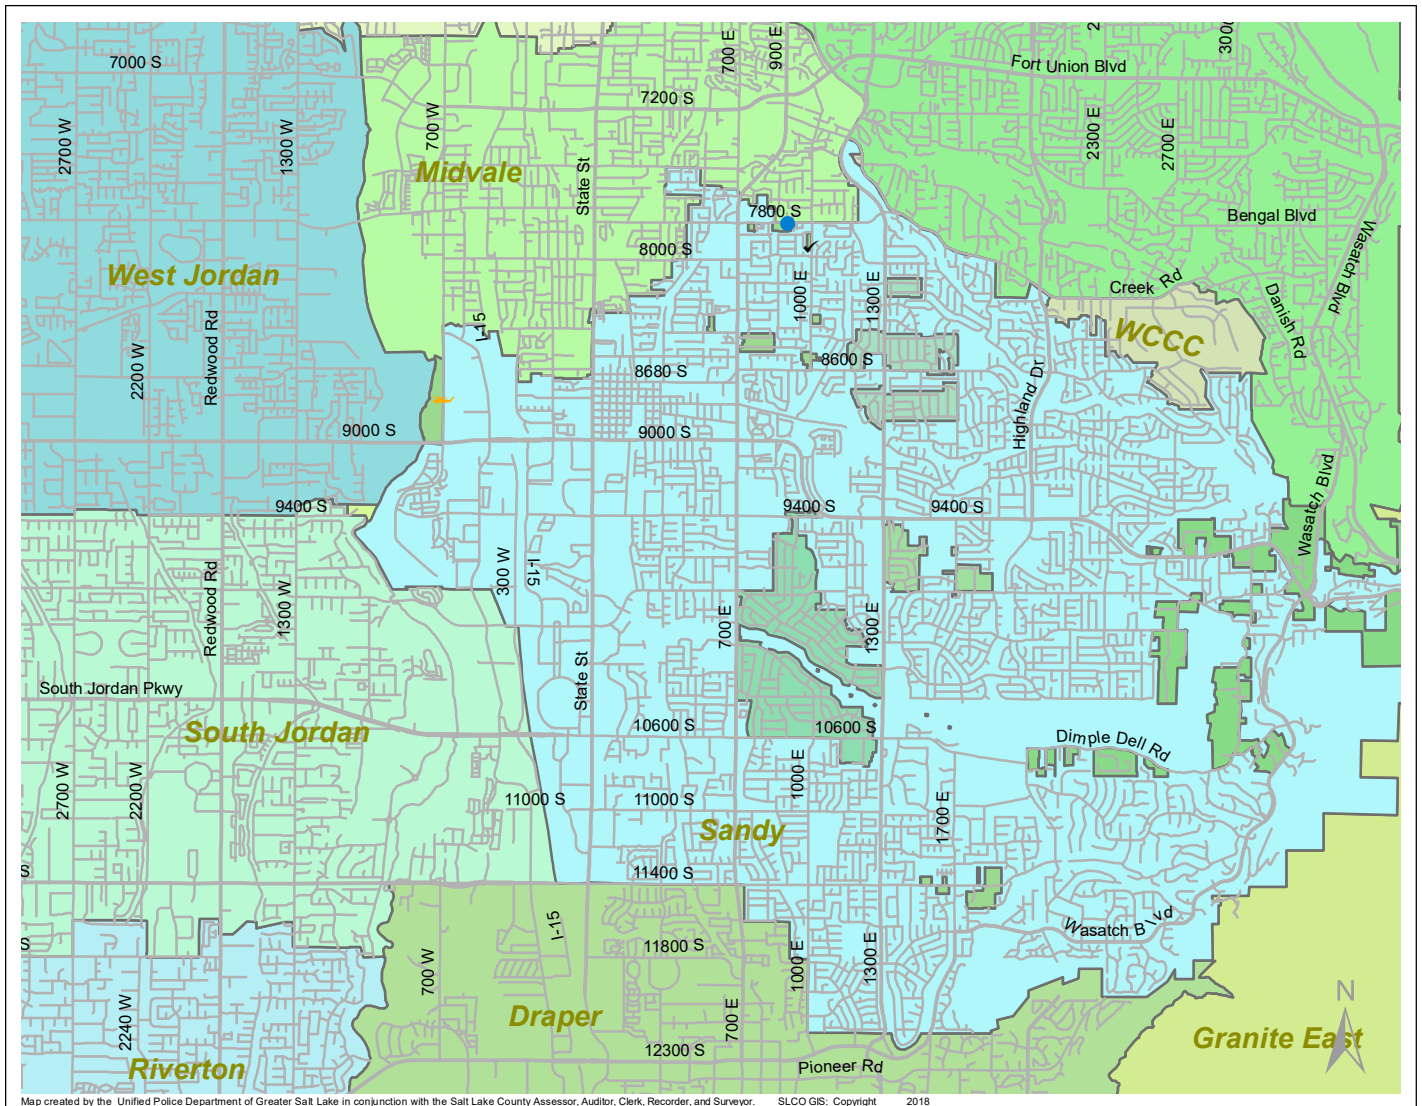 700 E
900 E
2
3000
7000 S
Fort Union Blvd
7200 S
2700 W
1300 W
700 W
2300 E
2700 E
Midvale
State St
7800 S
Bengal Blvd
Wasatch Blvd
8000 S
West Jordan
1000 E
1300 E
Creek Rd
Danish Rd
I-15
WCCC
Redwood Rd
2200 W
8600 S
8680 S
Highland Dr
9000 S
9000 S
9400 S
9400 S
9400 S
Wasatch Blvd
300 W
I-15
Redwood Rd
1300 W
700 E
1300 E
State St
South Jordan Pkwy
South Jordan
10600 S
10600 S
Dimple Dell Rd
2700 W
2200 W
1000 E
11000 S
11000 S
1700 E
Sandy
S
11400 S
Wasatch Blvd
I-15
S
11800 S
700 W
1000 E
1300 E
2240 W
Draper
700 E
N
Granite East
12300 S
Riverton
Pioneer Rd
Map created by the Unified Police Department of Greater Salt Lake in conjunction with the Salt Lake County Assessor, Auditor, Clerk, Recorder, and Surveyor. SLCO GIS: Copyright 2018